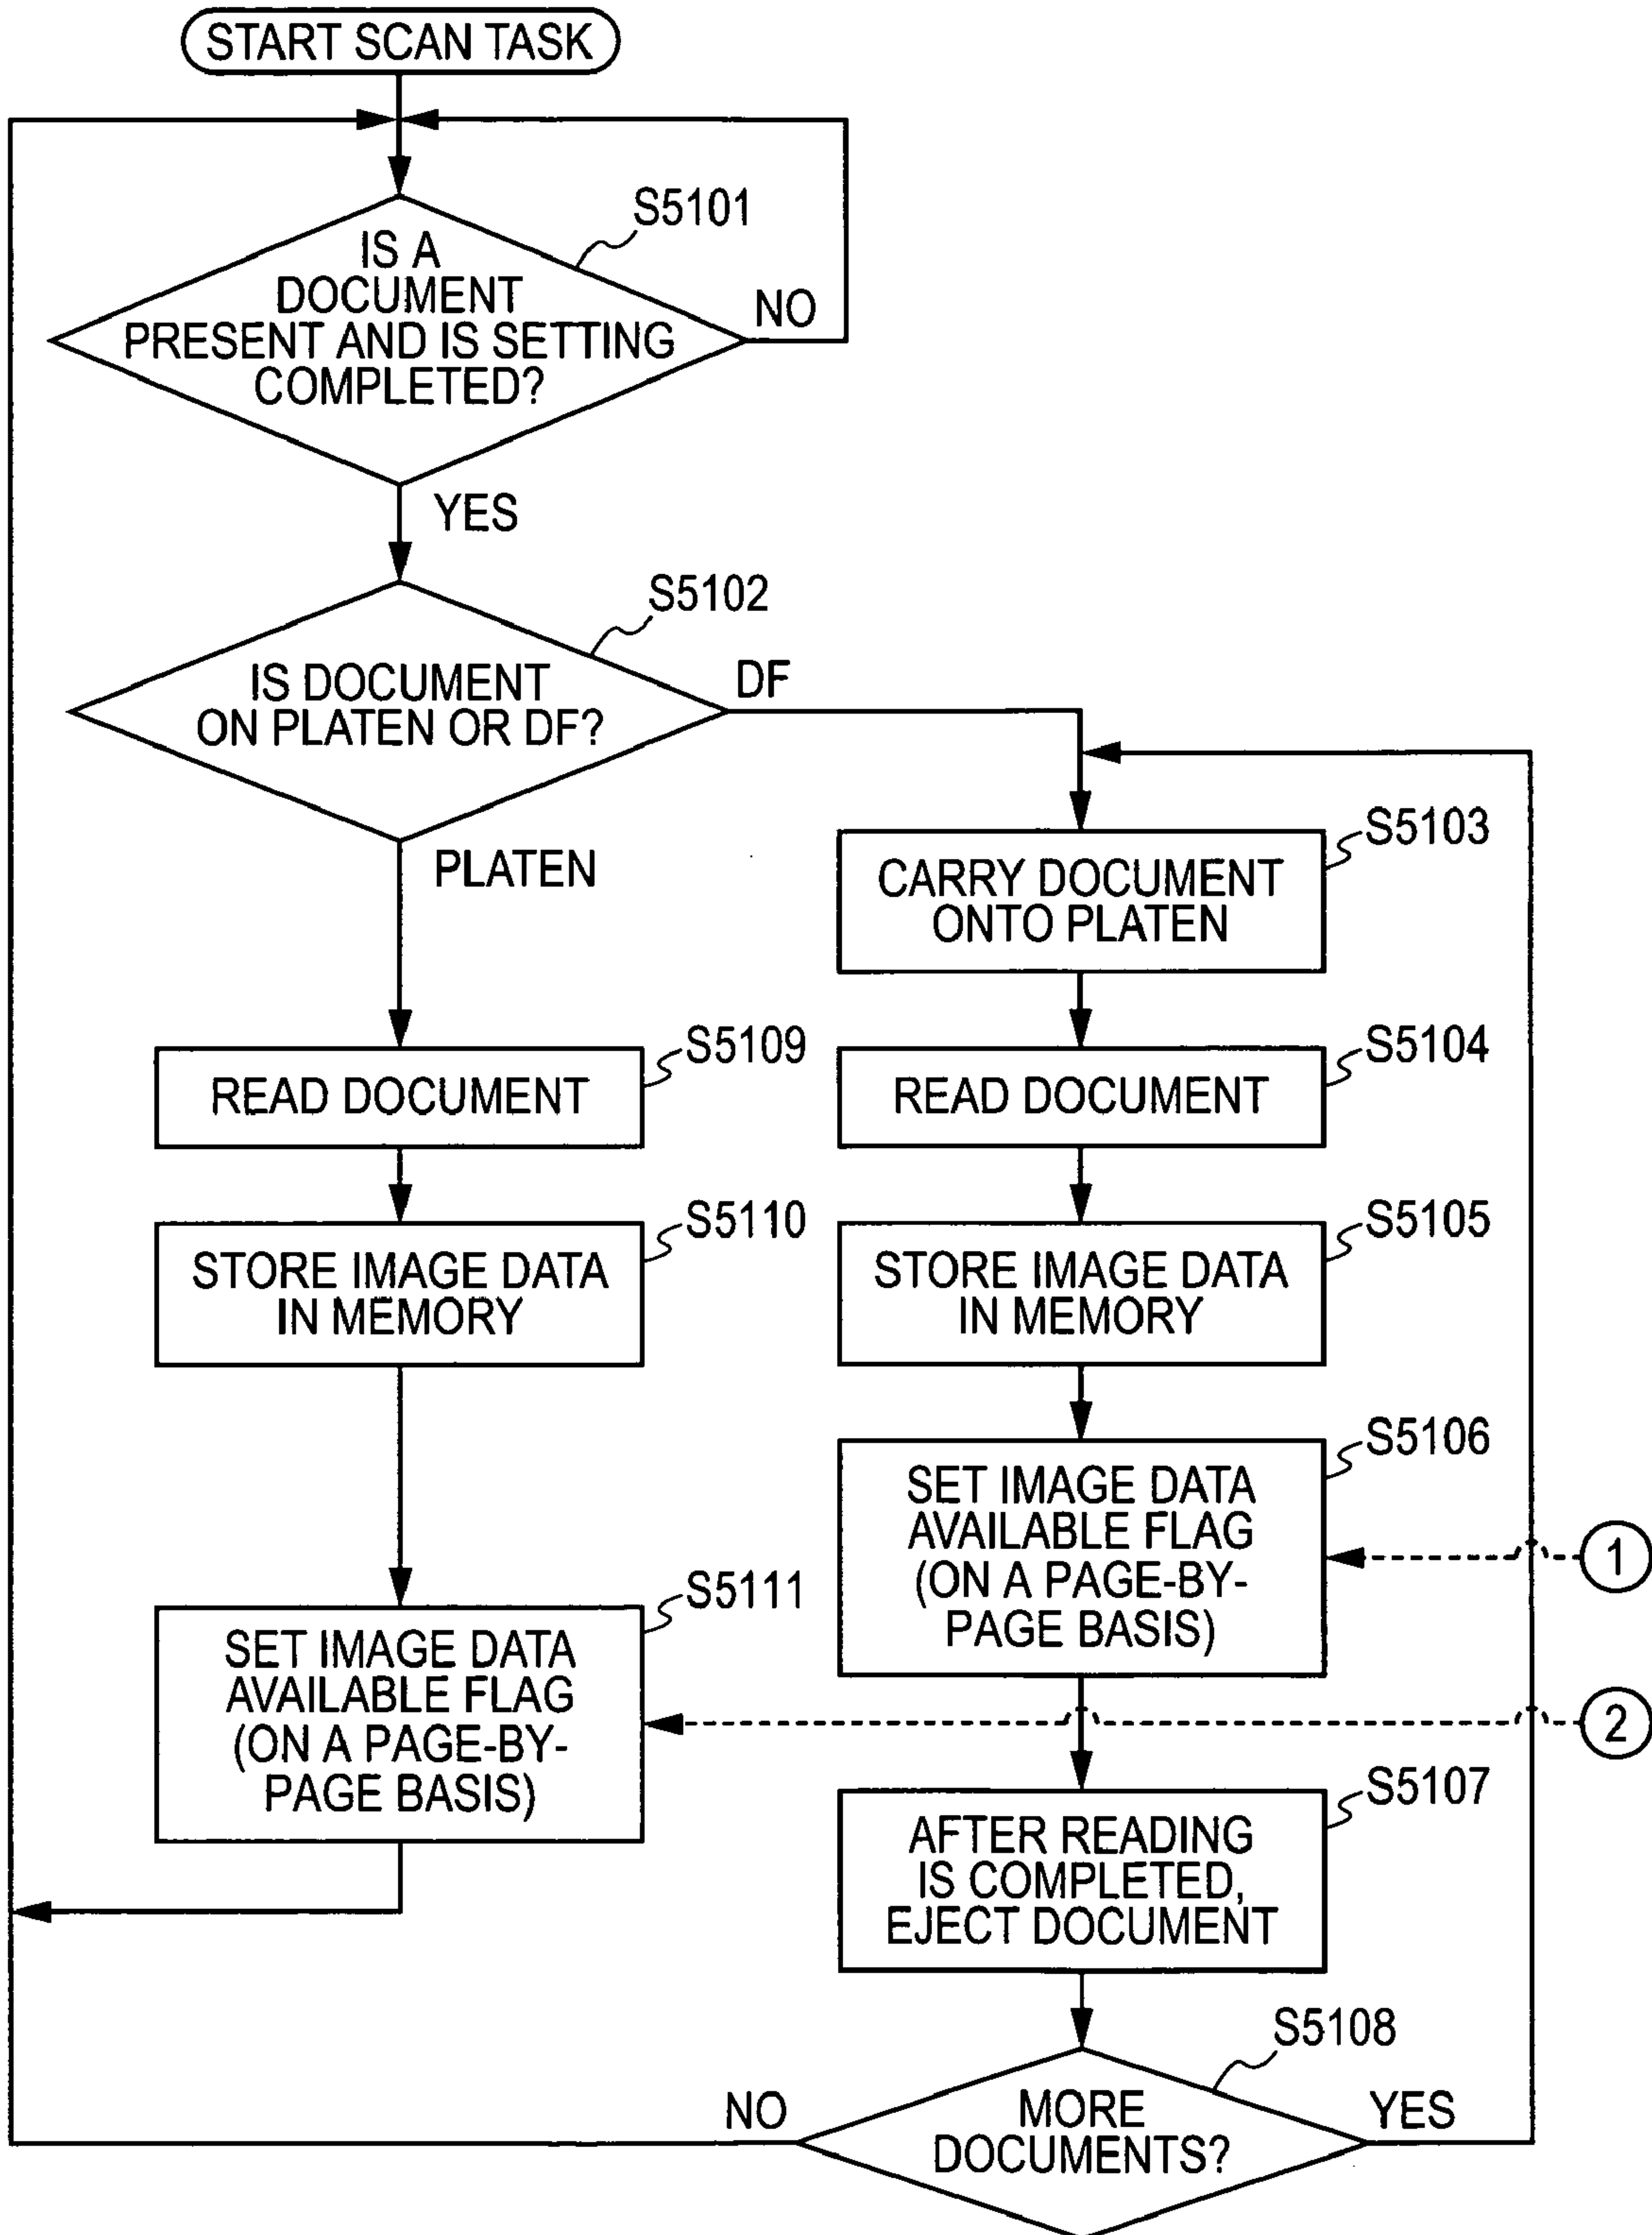 START SCAN TASK
S5101
IS A
DOCUMENT
PRESENT AND IS SETTING
COMPLETED?
NO
YES
S5102
IS DOCUMENT
ON PLATEN OR DF?
DF
PLATEN
S5103
CARRY DOCUMENT
ONTO PLATEN
S5109
READ DOCUMENT
S5104
READ DOCUMENT
S5110
STORE IMAGE DATA
IN MEMORY
S5105
STORE IMAGE DATA
IN MEMORY
S5106
SET IMAGE DATA
AVAILABLE FLAG
(ON A PAGE-BY-
PAGE BASIS)
1
S5111
SET IMAGE DATA
AVAILABLE FLAG
(ON A PAGE-BY-
PAGE BASIS)
2
S5107
AFTER READING
IS COMPLETED,
EJECT DOCUMENT
S5108
MORE
DOCUMENTS?
NO
YES